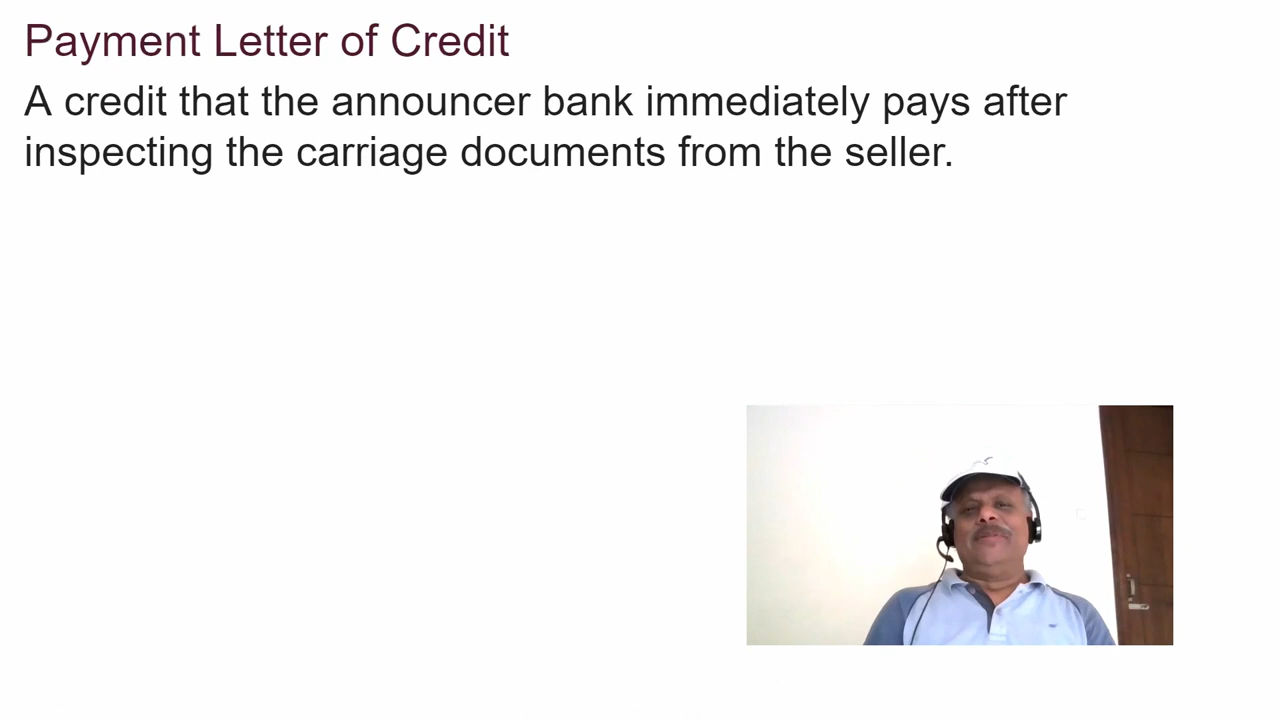 Payment Letter of Credit
A credit that the announcer bank immediately pays after
inspecting the carriage documents from the seller.